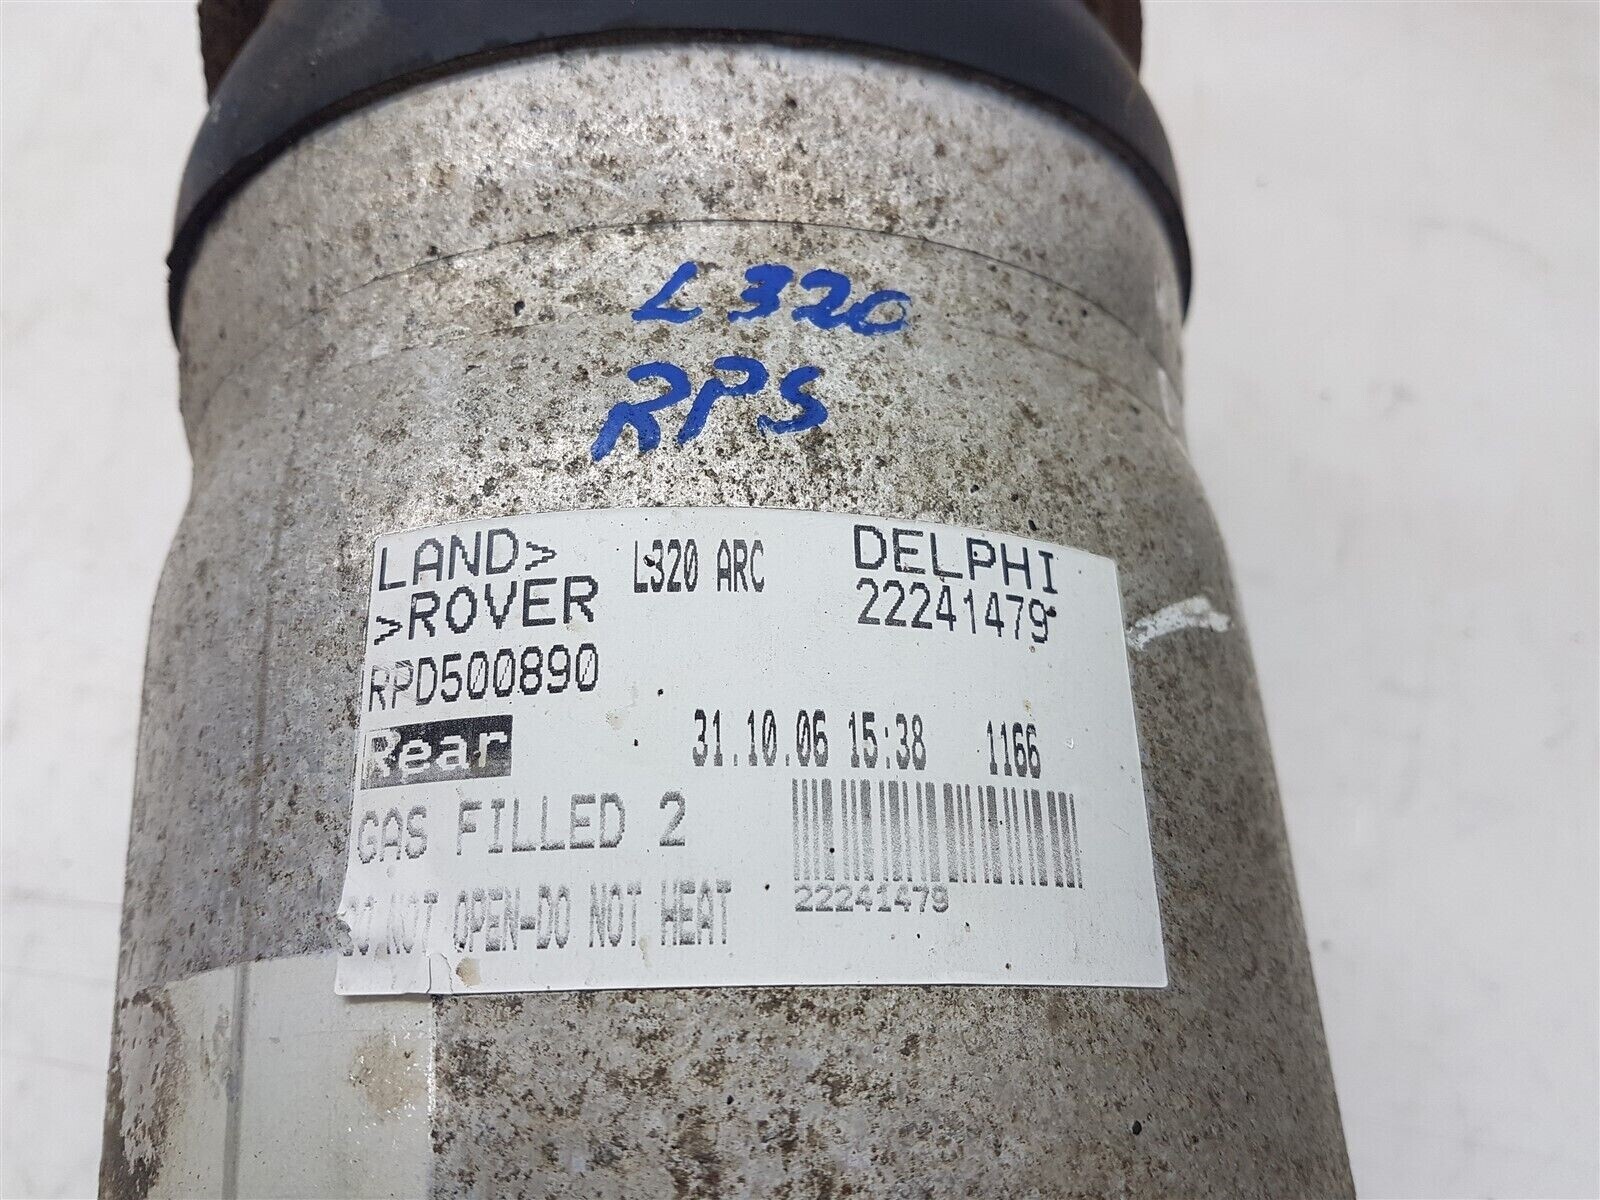 L320
RPS
LAND>
>ROVER
L320 ARC
DELPHI
22241479
RPD500890
Rear
31.10.06 15:38 1166
GAS FILLED 2
DO NOT OPEN-DO NOT HEAT
22241479